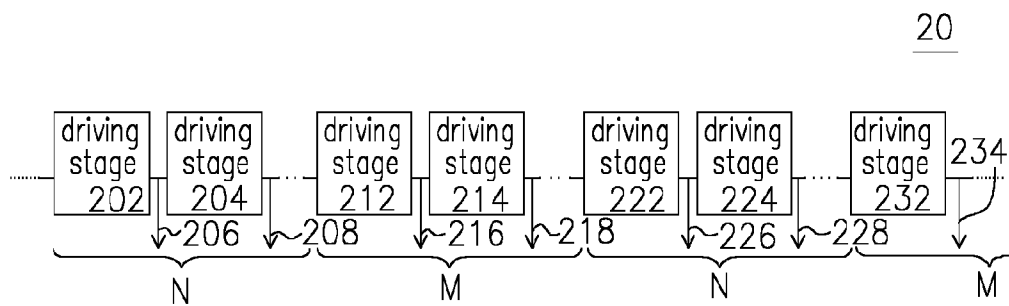 20
driving stage 202
driving stage 204
driving stage 212
driving stage 214
driving stage 222
driving stage 224
driving stage 232
234
206
208
216
218
226
228
N
M
N
M